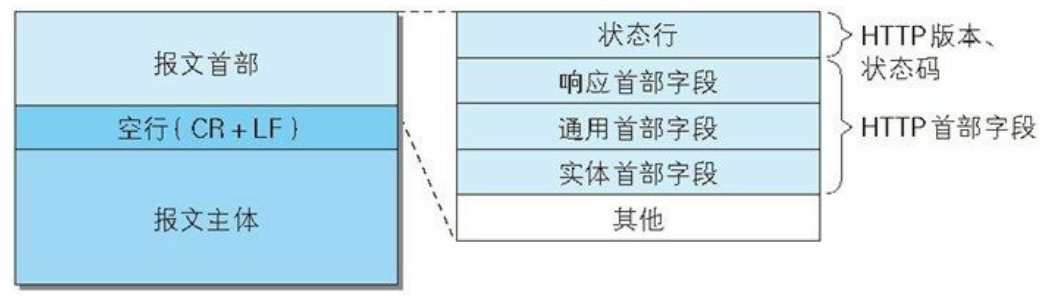 报文首部
空行(CR+LF)
报文主体
状态行
响应首部字段
通用首部字段
实体首部字段
其他
HTTP版本、
状态码
HTTP首部字段